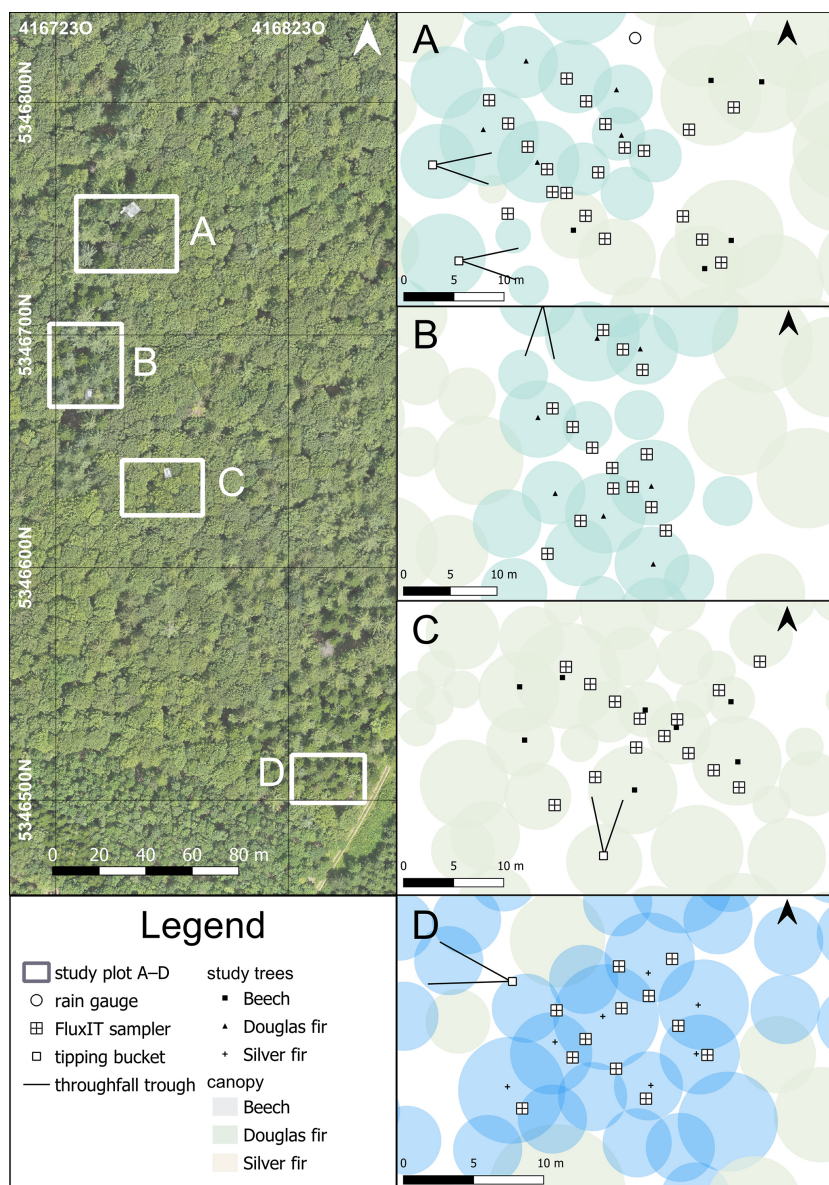 416723O
416823O
5346800N
5346700N
5346600N
5346500N
A
B
C
D
0 20 40 60 80 m
A
0 5 10 m
B
0 5 10 m
C
0 5 10 m
D
0 5 10 m
Legend
study plot A–D
rain gauge
FluxIT sampler
tipping bucket
throughfall trough
study trees
Beech
Douglas fir
Silver fir
canopy
Beech
Douglas fir
Silver fir